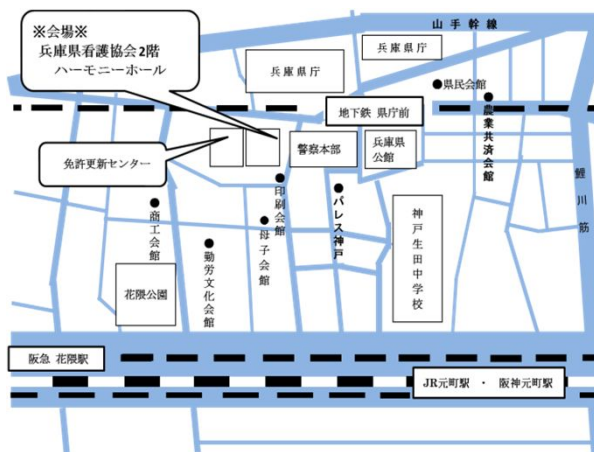 ※会場※
兵庫県看護協会2階
ハーモニーホール
山手幹線
兵庫県庁
兵庫県庁
●県民会館
地下鉄 県庁前
●農業共済会館
警察本部
兵庫県
公館
免許更新センター
鯉川筋
●印刷会館
●パレス神戸
●商工会館
●母子会館
●勤労文化会館
神戸生田中学校
花隈公園
阪急 花隈駅
JR元町駅 ・ 阪神元町駅